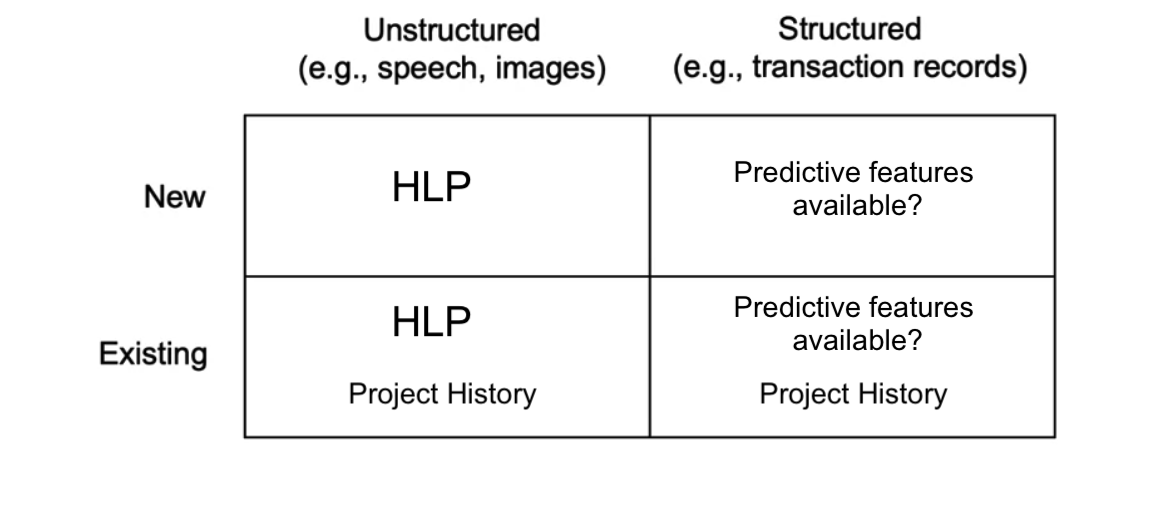 Unstructured
(e.g., speech, images)
Structured
(e.g., transaction records)
New
HLP
Predictive features
available?
Existing
HLP
Project History
Predictive features
available?
Project History